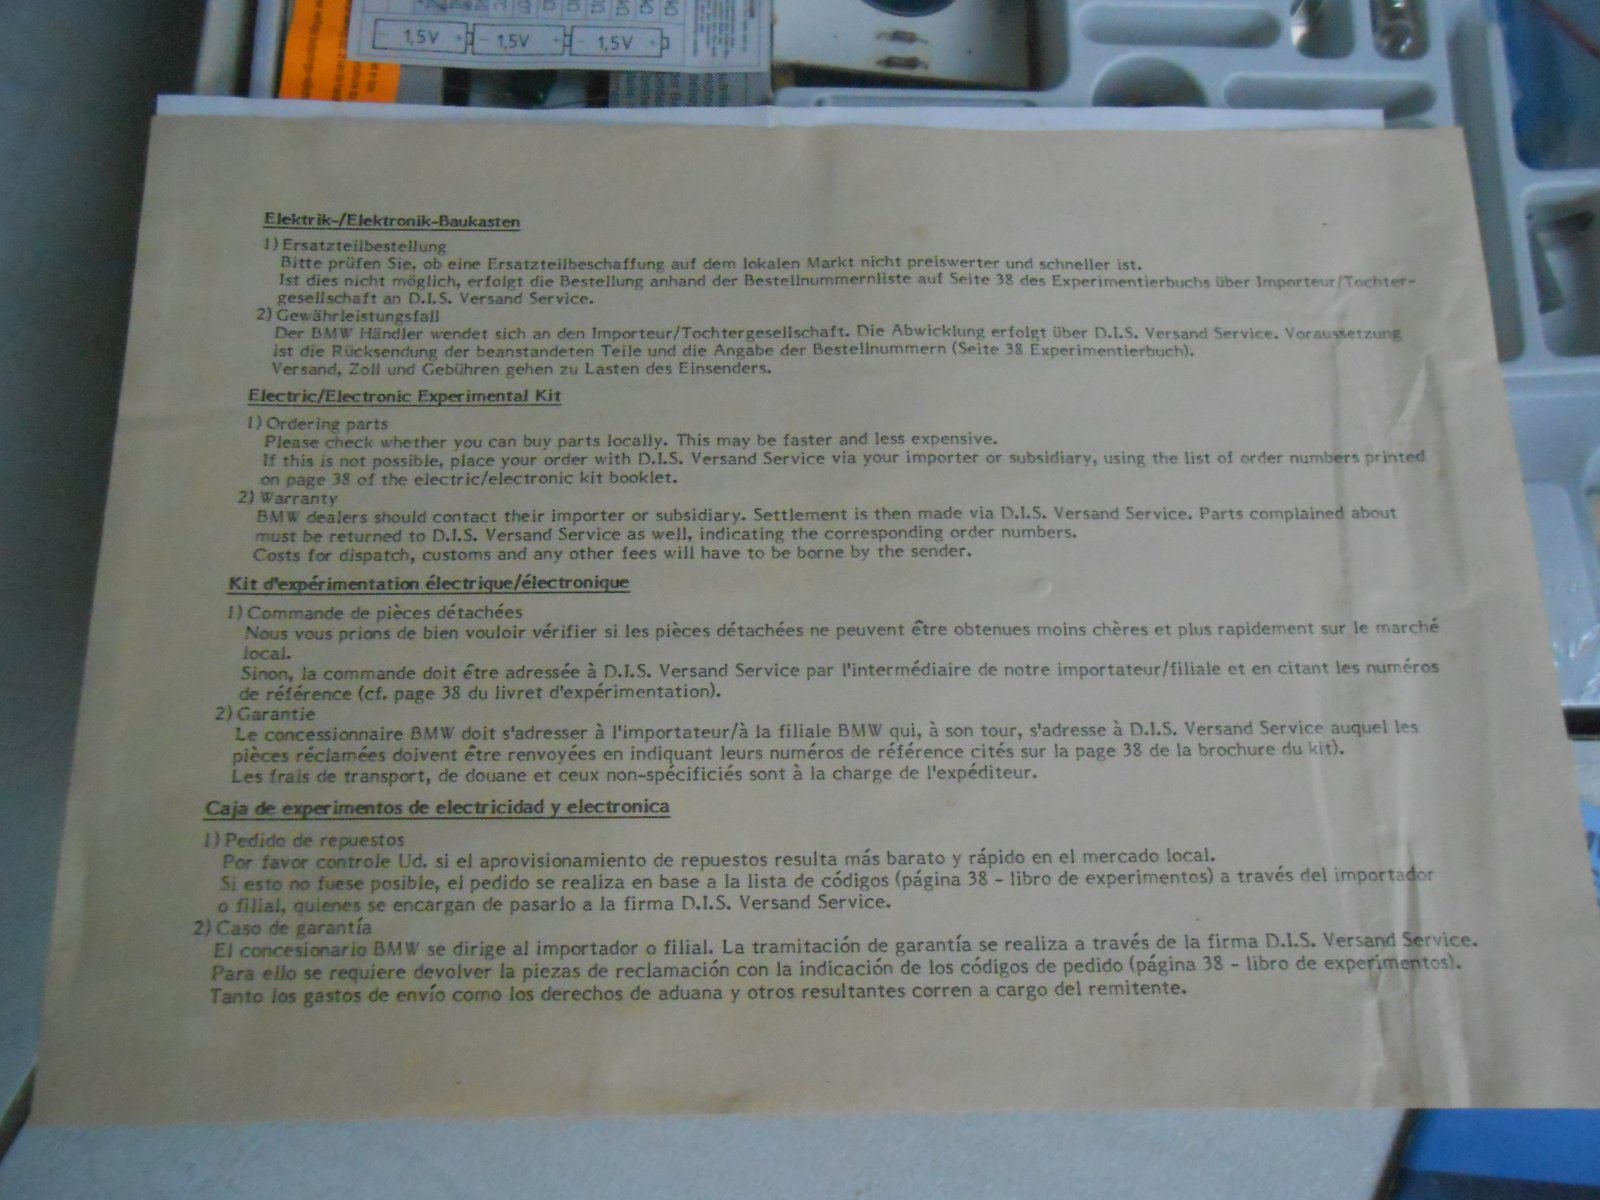 1,5V 1,5V 1,5V
Elektrik-/Elektronik-Baukasten
1) Ersatzteilbestellung
Bitte prüfen Sie, ob eine Ersatzteilbeschaffung auf dem lokalen Markt nicht preiswerter und schneller ist.
Ist dies nicht möglich, erfolgt die Bestellung anhand der Bestellnummernliste auf Seite 38 des Experimentierbuchs über Importeur/Tochter-
gesellschaft an D.I.S. Versand Service.
2) Gewährleistungsfall
Der BMW Händler wendet sich an den Importeur/Tochtergesellschaft. Die Abwicklung erfolgt über D.I.S. Versand Service. Voraussetzung
ist die Rücksendung der beanstandeten Teile und die Angabe der Bestellnummern (Seite 38 Experimentierbuch).
Versand, Zoll und Gebühren gehen zu Lasten des Einsenders.
Electric/Electronic Experimental Kit
1) Ordering parts
Please check whether you can buy parts locally. This may be faster and less expensive.
If this is not possible, place your order with D.I.S. Versand Service via your importer or subsidiary, using the list of order numbers printed
on page 38 of the electric/electronic kit booklet.
2) Warranty
BMW dealers should contact their importer or subsidiary. Settlement is then made via D.I.S. Versand Service. Parts complained about
must be returned to D.I.S. Versand Service as well, indicating the corresponding order numbers.
Costs for dispatch, customs and any other fees will have to be borne by the sender.
Kit d'expérimentation électrique/électronique
1) Commande de pièces détachées
Nous vous prions de bien vouloir vérifier si les pièces détachées ne peuvent être obtenues moins chères et plus rapidement sur le marché
local.
Sinon, la commande doit être adressée à D.I.S. Versand Service par l'intermédiaire de notre importateur/filiale et en citant les numéros
de référence (cf. page 38 du livret d'expérimentation).
2) Garantie
Le concessionnaire BMW doit s'adresser à l'importateur/à la filiale BMW qui, à son tour, s'adresse à D.I.S. Versand Service auquel les
pièces réclamées doivent être renvoyées en indiquant leurs numéros de référence cités sur la page 38 de la brochure du kit).
Les frais de transport, de douane et ceux non-spécificiés sont à la charge de l'expéditeur.
Caja de experimentos de electricidad y electronica
1) Pedido de repuestos
Por favor controle Ud. si el aprovisionamiento de repuestos resulta más barato y rápido en el mercado local.
Si esto no fuese posible, el pedido se realiza en base a la lista de códigos (página 38 - libro de experimentos) a través del importador
o filial, quienes se encargan de pasarlo a la firma D.I.S. Versand Service.
2) Caso de garantía
El concesionario BMW se dirige al importador o filial. La tramitación de garantía se realiza a través de la firma D.I.S. Versand Service.
Para ello se requiere devolver la piezas de reclamación con la indicación de los códigos de pedido (página 38 - libro de experimentos).
Tanto los gastos de envío como los derechos de aduana y otros resultantes corren a cargo del remitente.